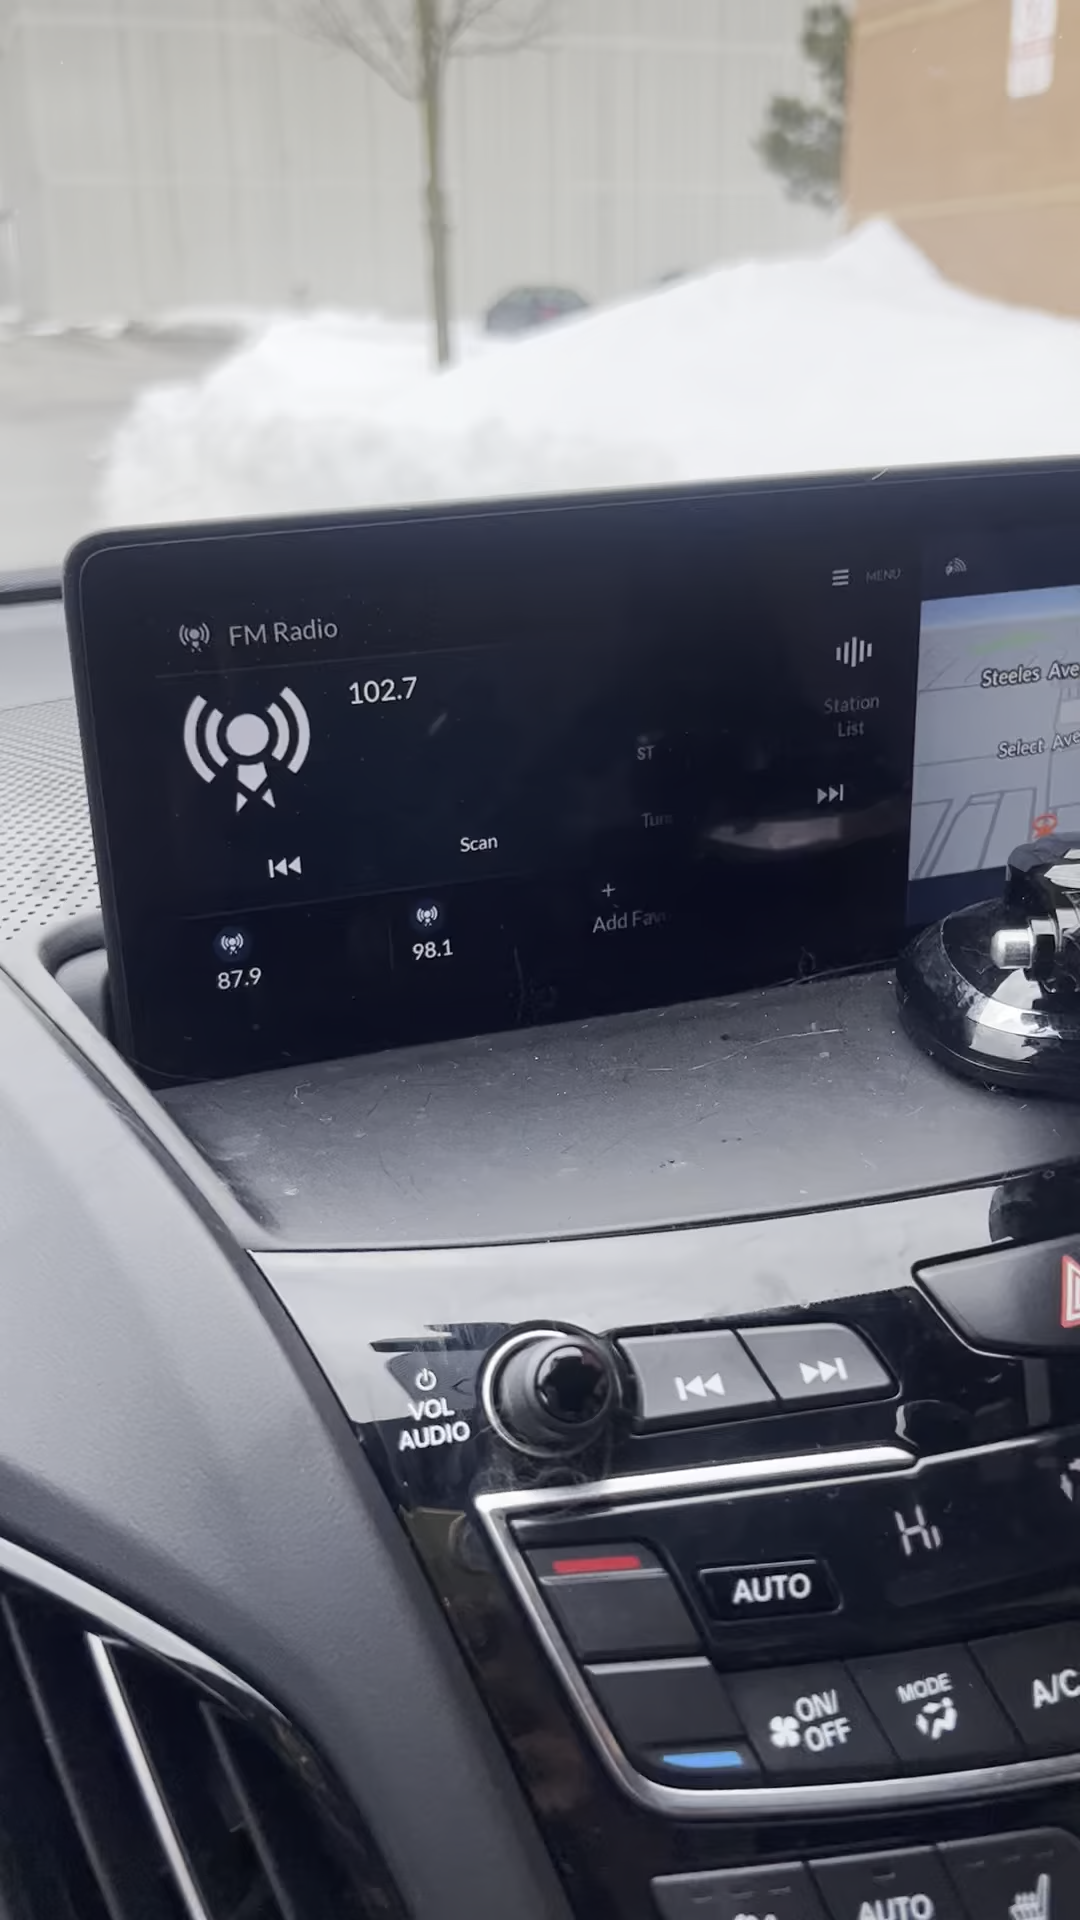 FM Radio
MENU
102.7
Station
List
ST
Scan
87.9
98.1
Steeles Ave
Select Ave
VOL
AUDIO
Hi
AUTO
ON/
OFF
MODE
A/C
AUTO